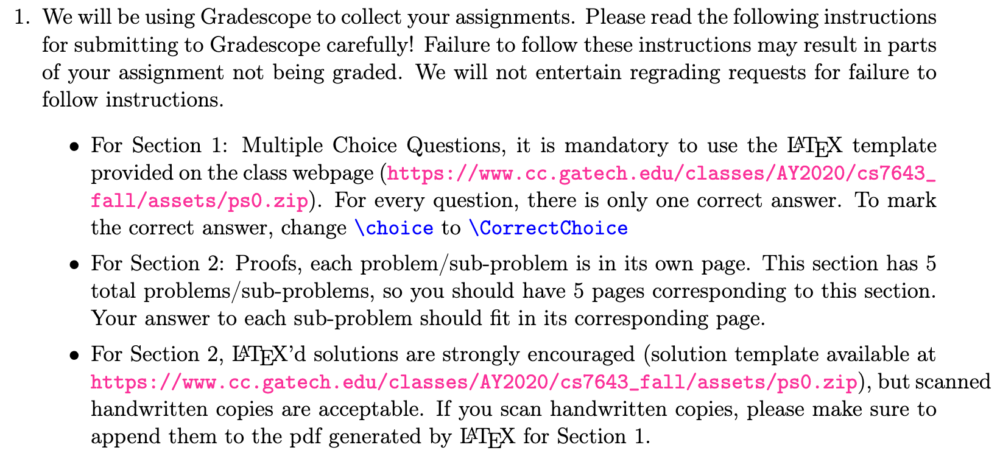 1. We will be using Gradescope to collect your assignments. Please read the following instructions
for submitting to Gradescope carefully! Failure to follow these instructions may result in parts
of your assignment not being graded. We will not entertain regrading requests for failure to
follow instructions.
• For Section 1: Multiple Choice Questions, it is mandatory to use the LATEX template
provided on the class webpage (https://www.cc.gatech.edu/classes/AY2020/cs7643_
fall/assets/ps0.zip). For every question, there is only one correct answer. To mark
the correct answer, change \choice to \CorrectChoice
• For Section 2: Proofs, each problem/sub-problem is in its own page. This section has 5
total problems/sub-problems, so you should have 5 pages corresponding to this section.
Your answer to each sub-problem should fit in its corresponding page.
• For Section 2, LATEX'd solutions are strongly encouraged (solution template available at
https://www.cc.gatech.edu/classes/AY2020/cs7643_fall/assets/ps0.zip), but scanned
handwritten copies are acceptable. If you scan handwritten copies, please make sure to
append them to the pdf generated by LATEX for Section 1.